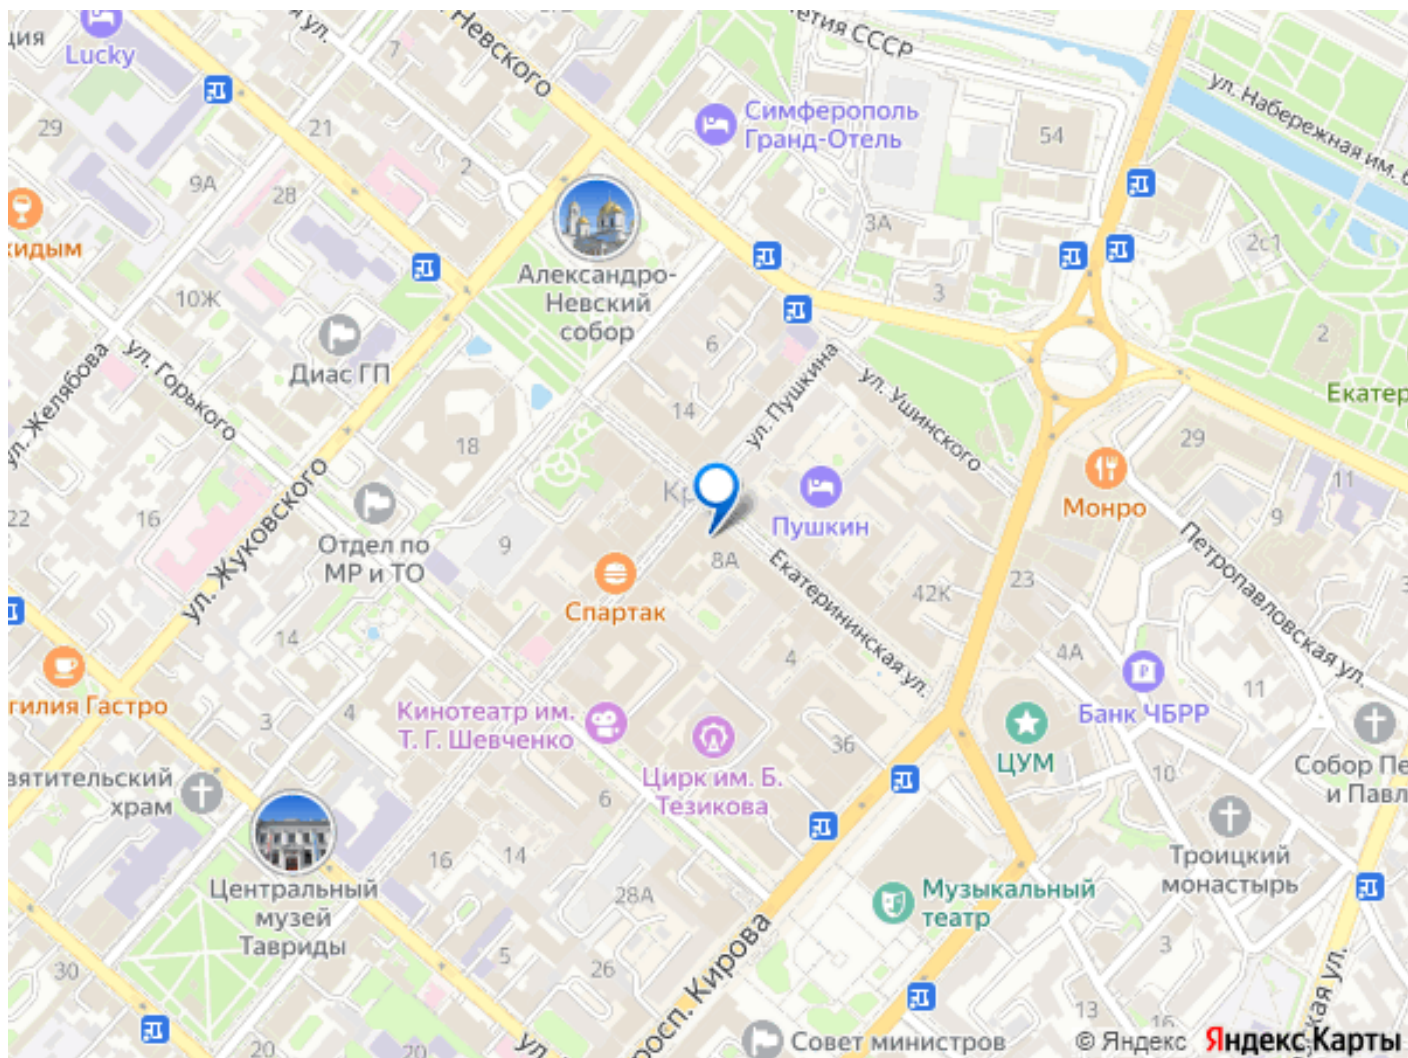 ция
Lucky
ул.
7
Невского
летия СССР
ул. Набережная им.
29
21
2
9А
28
Симферополь
Гранд-Отель
54
3А
2с1
кидым
10Ж
Александро-
Невский
собор
3
2
6
Диас ГП
ул. Желябова
ул. Горького
ул. Пушкина
ул. Ушинского
Екатер
14
18
29
11
22
16
ул. Жуковского
Отдел по
МР и ТО
9
Пушкин
Монро
9
8А
Спартак
Екатерининская ул.
42К
23
Петропавловская ул.
14
4
4А
11
гилия Гастро
3
4
Кинотеатр им.
Т. Г. Шевченко
Цирк им. Б.
Тезикова
36
ЦУМ
Банк ЧБРР
10
Собор Пе
и Павл
вятительский
храм
6
Троицкий
монастырь
Центральный
музей
Тавриды
16
14
28А
Музыкальный
театр
30
5
26
просп. Кирова
3
13
16
кая ул.
20
20
ул.
Совет министров
© Яндекс Яндекс Карты